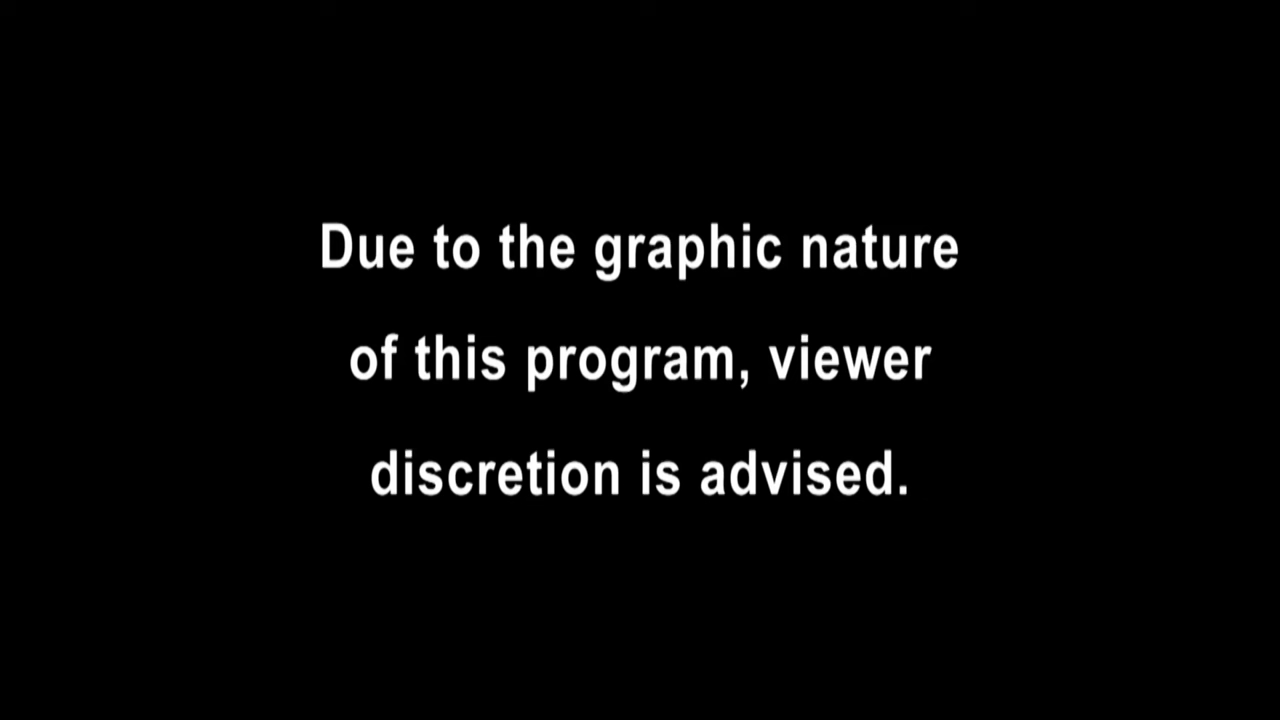 Due to the graphic nature
of this program, viewer
discretion is advised.